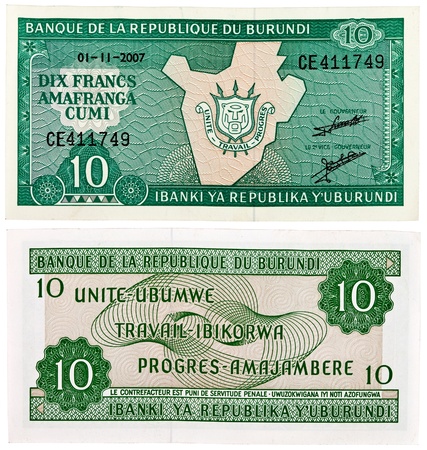 BANQUE DE LA REPUBLIQUE DU BURUNDI
10
01-11-2007
CE411749
DIX FRANCS
AMAFRANGA
CUMI
CE411749
UNITE TRAVAIL PROGRES
LE GOUVERNEUR
LE 2e VICE-GOUVERNEUR
10
IBANKI YA REPUBLIKA Y'UBURUNDI
BANQUE DE LA REPUBLIQUE DU BURUNDI
10
UNITE-UBUMWE
10
TRAVAIL-IBIKORWA
PROGRES-AMAJAMBERE
10
10
LE CONTREFACTEUR EST PUNI DE SERVITUDE PENALE - UWUZOKWIGANA IYI NOTI AZOFUNGWA
IBANKI YA REPUBLIKA Y'UBURUNDI